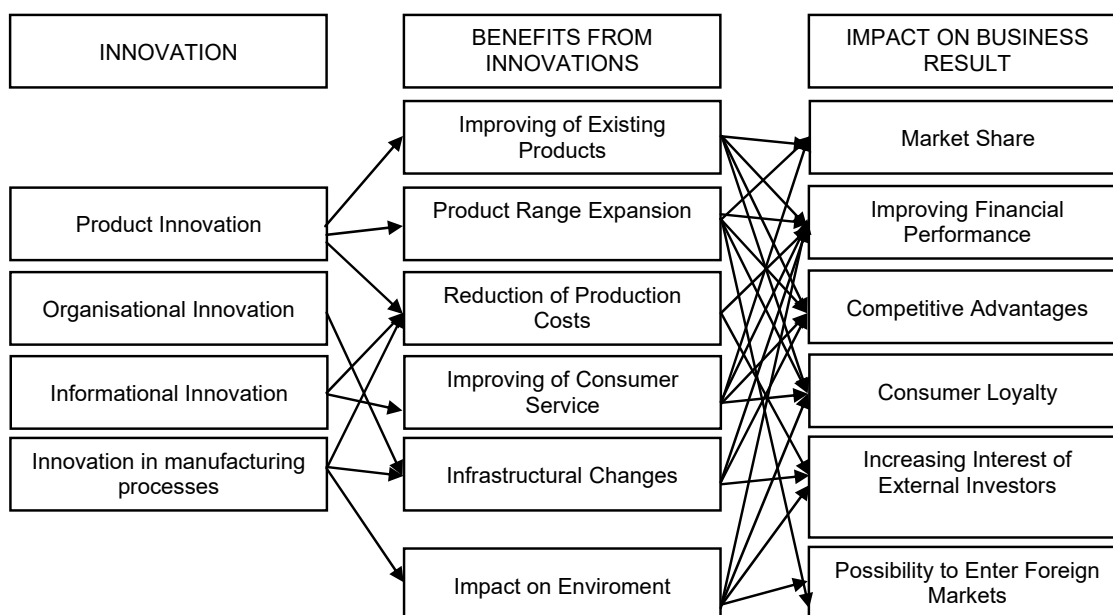 INNOVATION
BENEFITS FROM
INNOVATIONS
IMPACT ON BUSINESS
RESULT
Product Innovation
Organisational Innovation
Informational Innovation
Innovation in manufacturing
processes
Improving of Existing
Products
Product Range Expansion
Reduction of Production
Costs
Improving of Consumer
Service
Infrastructural Changes
Impact on Enviroment
Market Share
Improving Financial
Performance
Competitive Advantages
Consumer Loyalty
Increasing Interest of
External Investors
Possibility to Enter Foreign
Markets